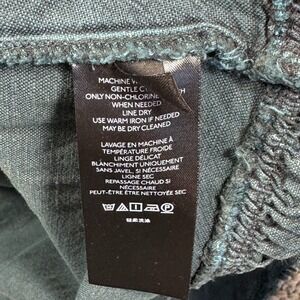 MACHINE
GENTLE
ONLY NON-CHLORINE
WHEN NEEDED
LINE DRY
USE WARM IRON IF NEEDED
MAY BE DRY CLEANED
LAVAGE EN MACHINE À
TEMPÉRATURE FROIDE
LINGE DÉLICAT
BLANCHIMENT UNIQUEMENT
SANS JAVEL, SI NÉCESSAIRE
LIGNE SEC
REPASSAGE CHAUD SI
NÉCESSAIRE
PEUT-ÊTRE NETTOYÉE SEC